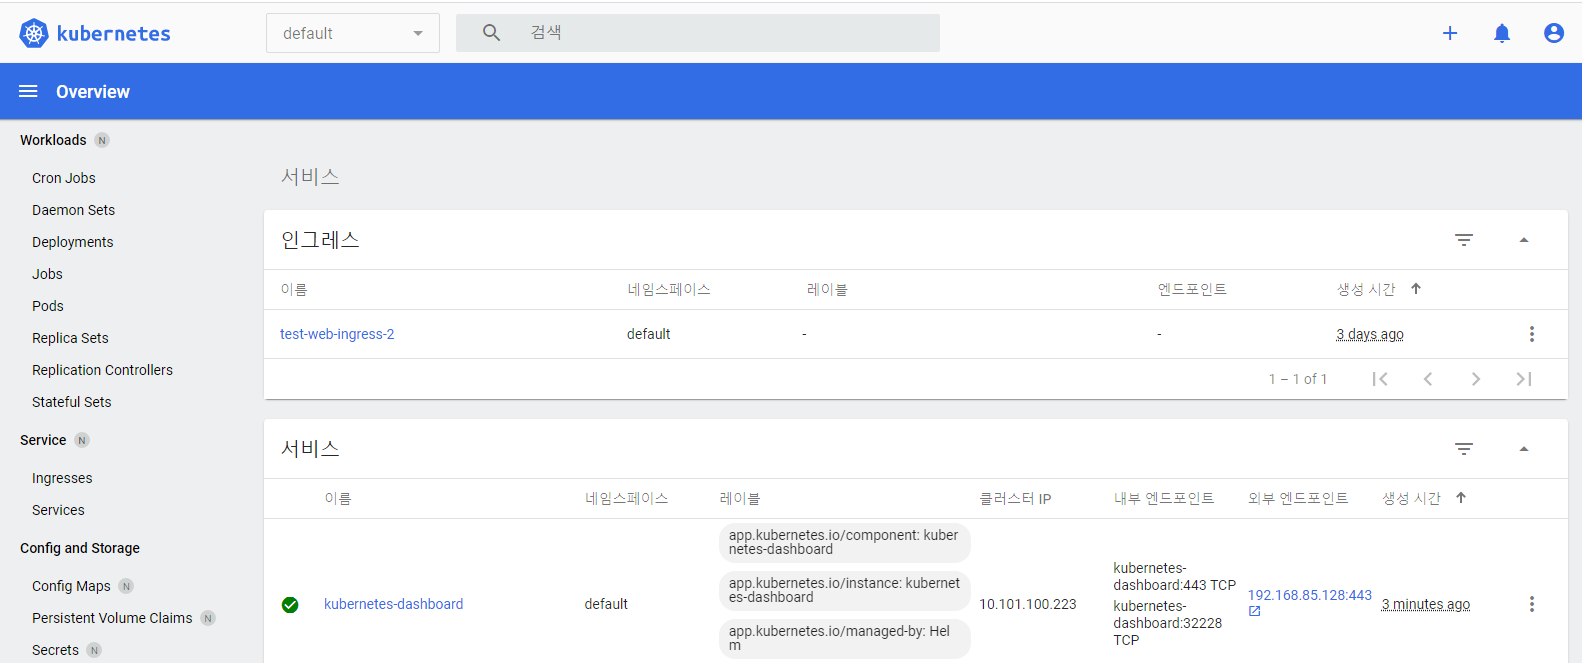 kubernetes
default
검색
Overview
Workloads N
Cron Jobs
Daemon Sets
Deployments
Jobs
Pods
Replica Sets
Replication Controllers
Stateful Sets
Service N
Ingresses
Services
Config and Storage
Config Maps N
Persistent Volume Claims N
Secrets N
서비스
인그레스
이름 네임스페이스 레이블 엔드포인트 생성 시간
test-web-ingress-2 default - - 3 days ago
1 – 1 of 1
서비스
이름 네임스페이스 레이블 클러스터 IP 내부 엔드포인트 외부 엔드포인트 생성 시간
kubernetes-dashboard
default
app.kubernetes.io/component: kuber
netes-dashboard
app.kubernetes.io/instance: kubernet
es-dashboard
app.kubernetes.io/managed-by: Hel
m
10.101.100.223
kubernetes-
dashboard:443 TCP
kubernetes-
dashboard:32228
TCP
192.168.85.128:443
3 minutes ago